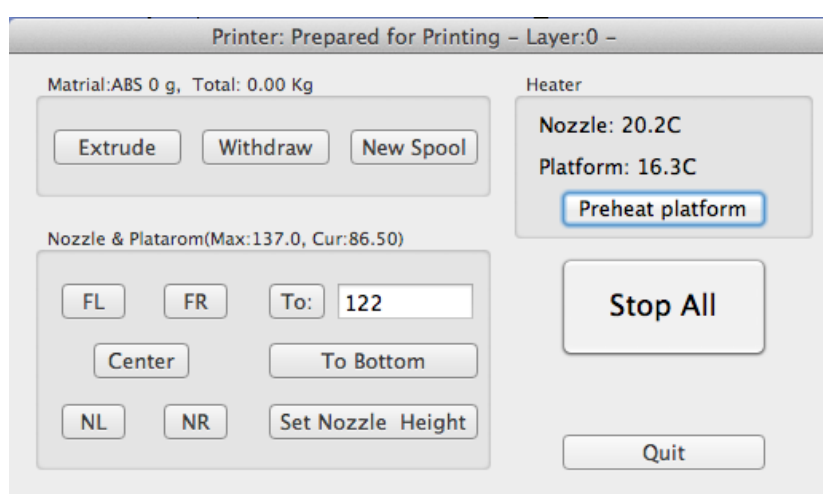 Printer: Prepared for Printing – Layer:0 –
Matrial:ABS 0 g, Total: 0.00 Kg
Extrude Withdraw New Spool
Heater
Nozzle: 20.2C
Platform: 16.3C
Preheat platform
Nozzle & Platarom(Max:137.0, Cur:86.50)
FL FR To: 122
Center To Bottom
NL NR Set Nozzle Height
Stop All
Quit